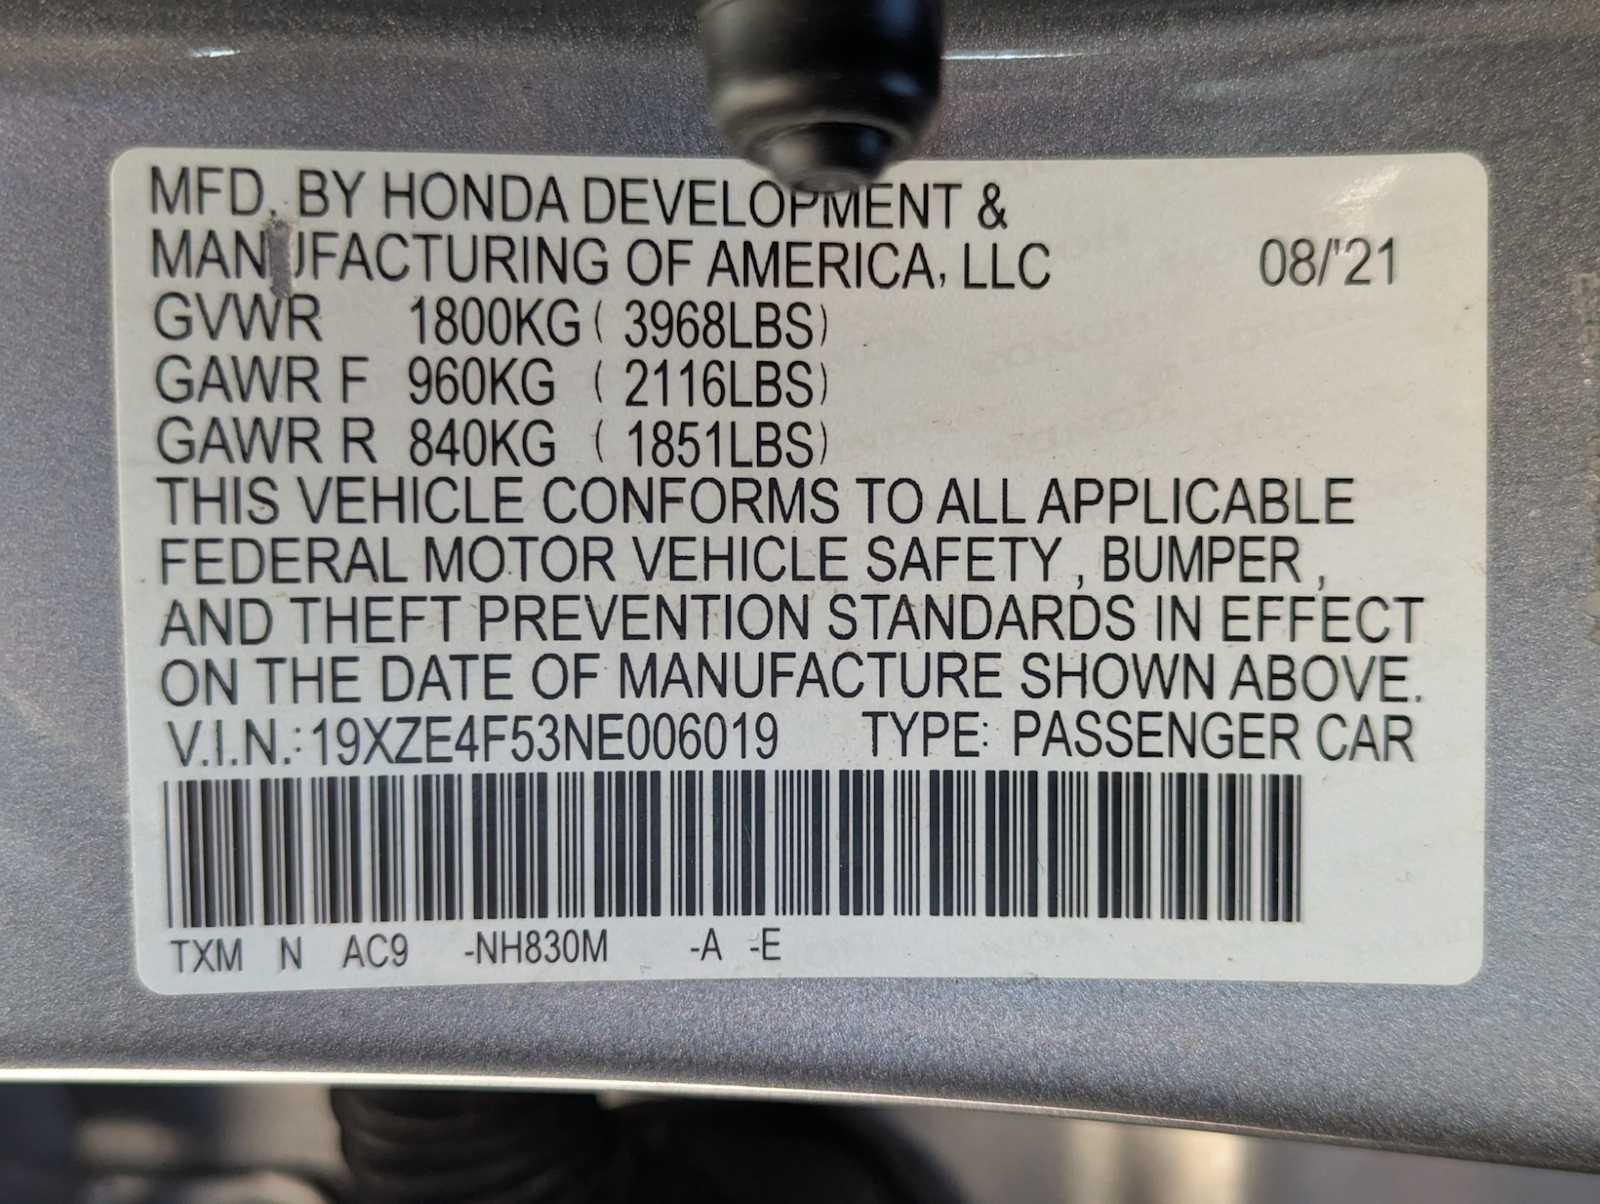 MFD. BY HONDA DEVELOPMENT &
MANUFACTURING OF AMERICA, LLC 08/'21
GVWR 1800KG ( 3968LBS)
GAWR F 960KG ( 2116LBS)
GAWR R 840KG ( 1851LBS)
THIS VEHICLE CONFORMS TO ALL APPLICABLE
FEDERAL MOTOR VEHICLE SAFETY , BUMPER ,
AND THEFT PREVENTION STANDARDS IN EFFECT
ON THE DATE OF MANUFACTURE SHOWN ABOVE.
V.I.N.: 19XZE4F53NE006019 TYPE: PASSENGER CAR
TXM N AC9 -NH830M -A -E